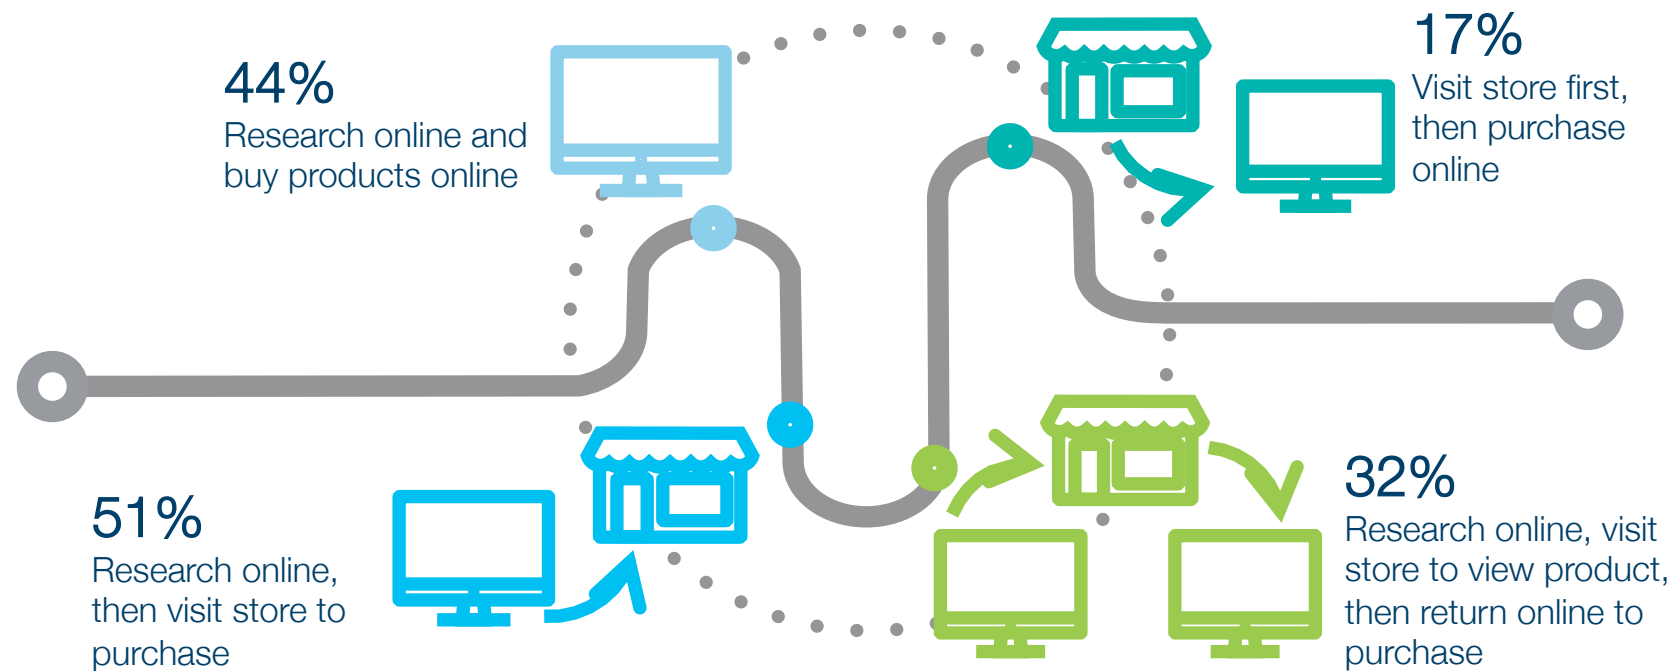 44%
Research online and
buy products online
51%
Research online,
then visit store to
purchase
17%
Visit store first,
then purchase
online
32%
Research online, visit
store to view product,
then return online to
purchase